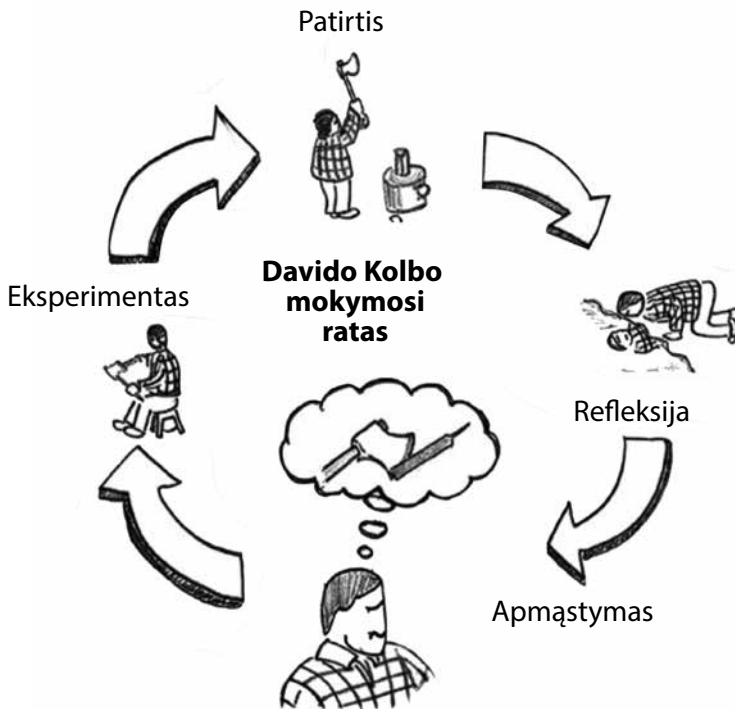 Patirtis
Davido Kolbo
mokymosi
ratas
Eksperimentas
Refleksija
Apmąstymas